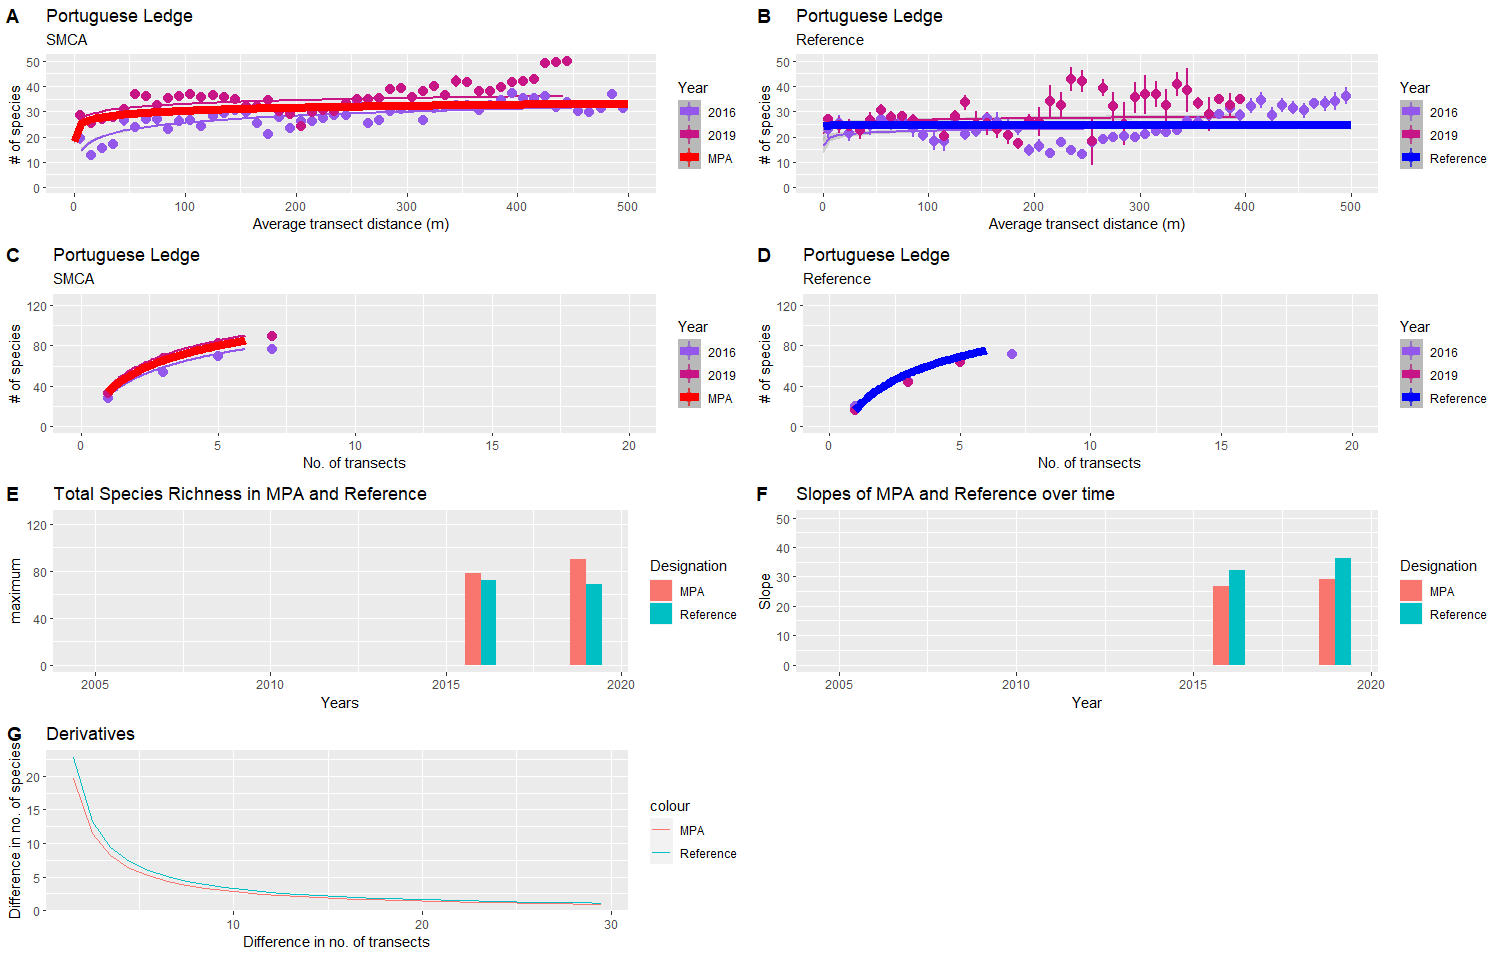 A
Portuguese Ledge
SMCA
# of species
50
40
30
20
10
0
0 100 200 300 400 500
Average transect distance (m)
Year
2016
2019
MPA
B
Portuguese Ledge
Reference
# of species
50
40
30
20
10
0
0 100 200 300 400 500
Average transect distance (m)
Year
2016
2019
Reference
C
Portuguese Ledge
SMCA
# of species
120
80
40
0
0 5 10 15 20
No. of transects
Year
2016
2019
MPA
D
Portuguese Ledge
Reference
# of species
120
80
40
0
0 5 10 15 20
No. of transects
Year
2016
2019
Reference
E
Total Species Richness in MPA and Reference
maximum
120
80
40
0
2005 2010 2015 2020
Years
Designation
MPA
Reference
F
Slopes of MPA and Reference over time
Slope
50
40
30
20
10
0
2005 2010 2015 2020
Year
Designation
MPA
Reference
G
Derivatives
Difference in no. of species
20
15
10
5
0
10 20 30
Difference in no. of transects
colour
MPA
Reference